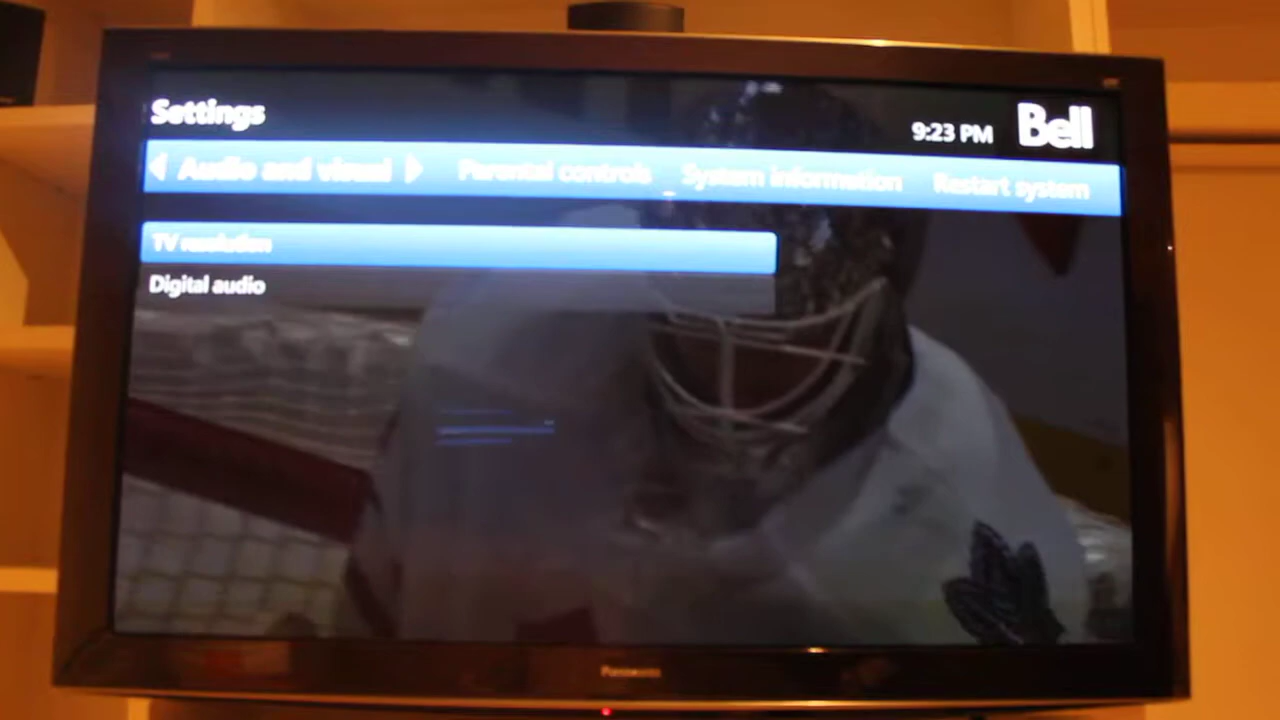 Settings
9:23 PM
Bell
Audio and visual Parental controls System information Restart system
TV resolution
Digital audio
Panasonic